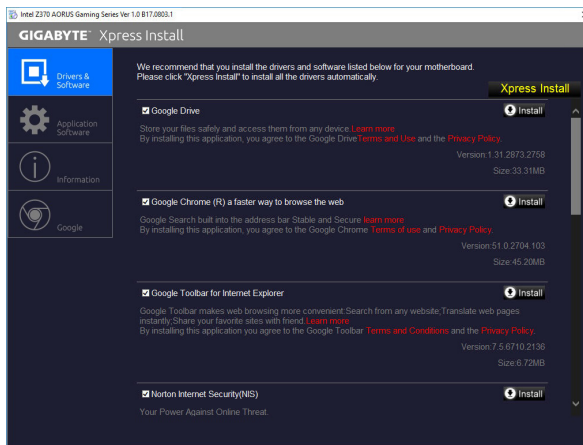 Intel Z370 AORUS Gaming Series Ver 1.0 B17.0803.1
GIGABYTE™ Xpress Install
Drivers &
Software
Application
Software
Information
Google
We recommend that you install the drivers and software listed below for your motherboard.
Please click "Xpress Install" to install all the drivers automatically.
Xpress Install
Google Drive
Install
Store your files safely and access them from any device.Learn more
By installing this application, you agree to the Google DriveTerms and Use and the Privacy Policy.
Version:1.31.2873.2758
Size:33.31MB
Google Chrome (R) a faster way to browse the web
Install
Google Search built into the address bar Stable and Secure learn more
By installing this application, you agree to the Google Chrome Terms of use and Privacy Policy.
Version:51.0.2704.103
Size:45.20MB
Google Toolbar for Internet Explorer
Install
Google Toolbar makes web browsing more convenient:Search from any website;Translate web pages
instantly;Share your favorite sites with friend.Learn more
By installing this application you agree to the Google Toolbar Terms and Conditions and the Privacy Policy.
Version:7.5.6710.2136
Size:6.72MB
Norton Internet Security(NIS)
Install
Your Power Against Online Threat.